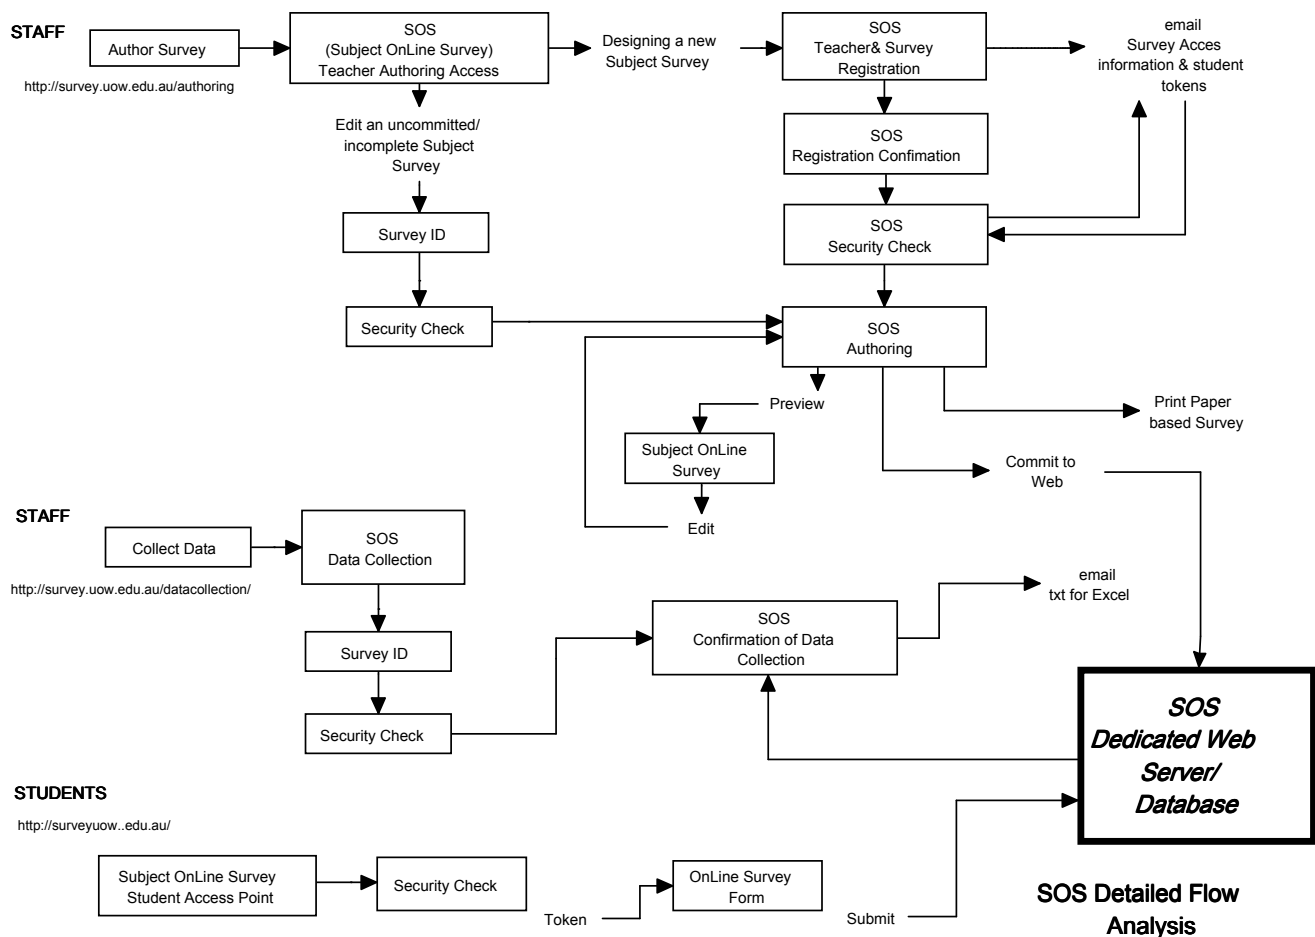 STAFF
Author Survey
http://survey.uow.edu.au/authoring
SOS
(Subject OnLine Survey)
Teacher Authoring Access
Designing a new
Subject Survey
SOS
Teacher& Survey
Registration
email
Survey Acces
information & student
tokens
Edit an uncommitted/
incomplete Subject
Survey
SOS
Registration Confimation
Survey ID
SOS
Security Check
Security Check
SOS
Authoring
Preview
Print Paper
based Survey
Subject OnLine
Survey
Commit to
Web
Edit
STAFF
Collect Data
http://survey.uow.edu.au/datacollection/
SOS
Data Collection
email
txt for Excel
Survey ID
SOS
Confirmation of Data
Collection
Security Check
SOS
Dedicated Web
Server/
Database
STUDENTS
http://surveyuow..edu.au/
Subject OnLine Survey
Student Access Point
Security Check
Token
OnLine Survey
Form
Submit
SOS Detailed Flow
Analysis